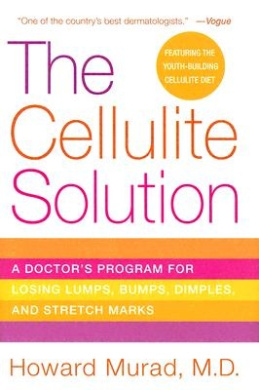 "One of the country's best dermatologists." —Vogue
FEATURING THE
YOUTH-BUILDING
CELLULITE DIET
The
Cellulite
Solution
A DOCTOR'S PROGRAM FOR
LOSING LUMPS, BUMPS, DIMPLES,
AND STRETCH MARKS
Howard Murad, M.D.